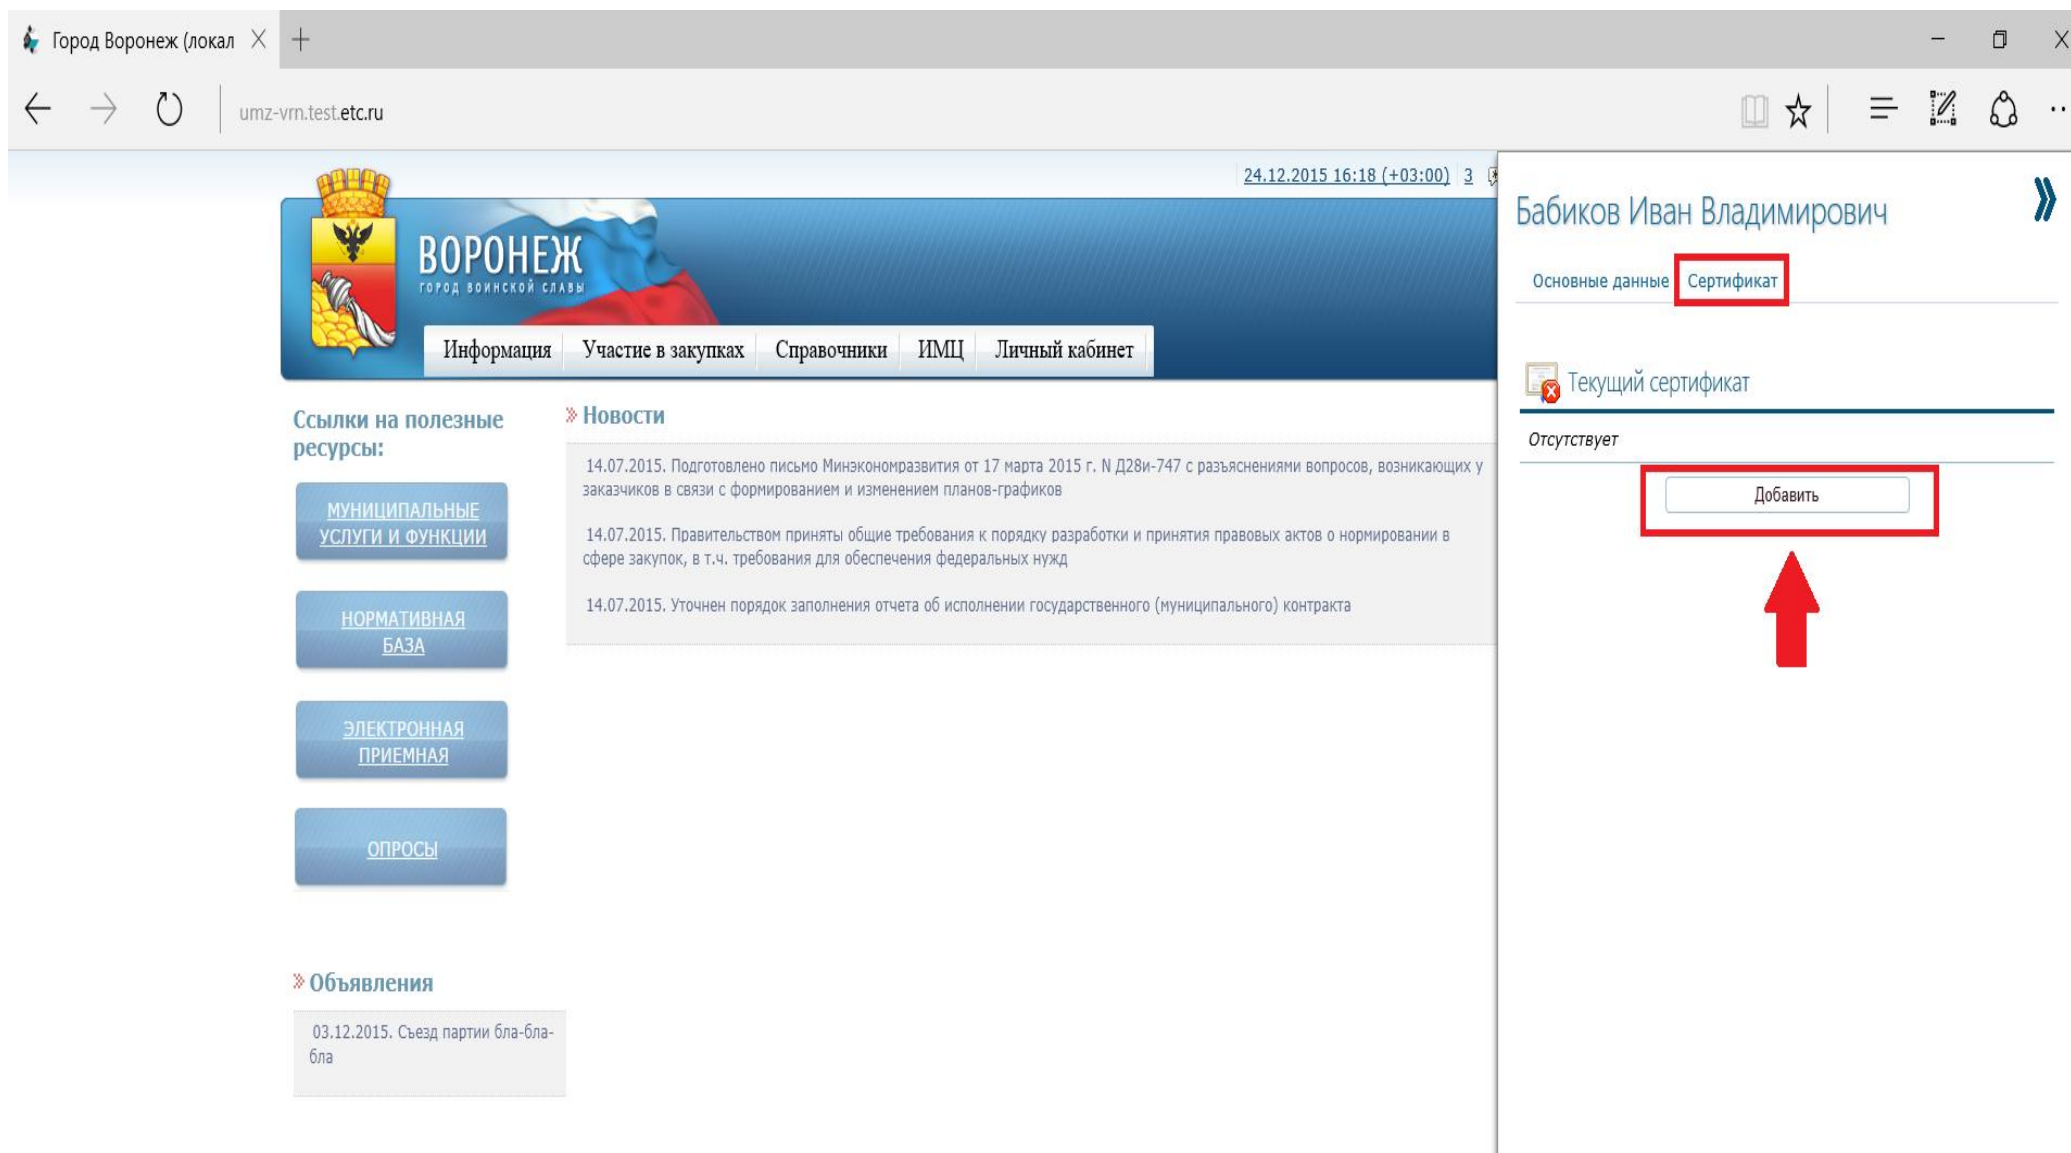 Город Воронеж (локал
umz-vrn.test.etc.ru
24.12.2015 16:18 (+03:00) 3
ВОРОНЕЖ
ГОРОД ВОИНСКОЙ СЛАВЫ
Информация Участие в закупках Справочники ИМЦ Личный кабинет
Ссылки на полезные
ресурсы:
МУНИЦИПАЛЬНЫЕ
УСЛУГИ И ФУНКЦИИ
НОРМАТИВНАЯ
БАЗА
ЭЛЕКТРОННАЯ
ПРИЕМНАЯ
ОПРОСЫ
Объявления
03.12.2015. Съезд партии бла-бла-
бла
Новости
14.07.2015. Подготовлено письмо Минэкономразвития от 17 марта 2015 г. N Д28и-747 с разъяснениями вопросов, возникающих у
заказчиков в связи с формированием и изменением планов-графиков
14.07.2015. Правительством приняты общие требования к порядку разработки и принятия правовых актов о нормировании в
сфере закупок, в т.ч. требования для обеспечения федеральных нужд
14.07.2015. Уточнен порядок заполнения отчета об исполнении государственного (муниципального) контракта
Бабиков Иван Владимирович
Основные данные Сертификат
Текущий сертификат
Отсутствует
Добавить